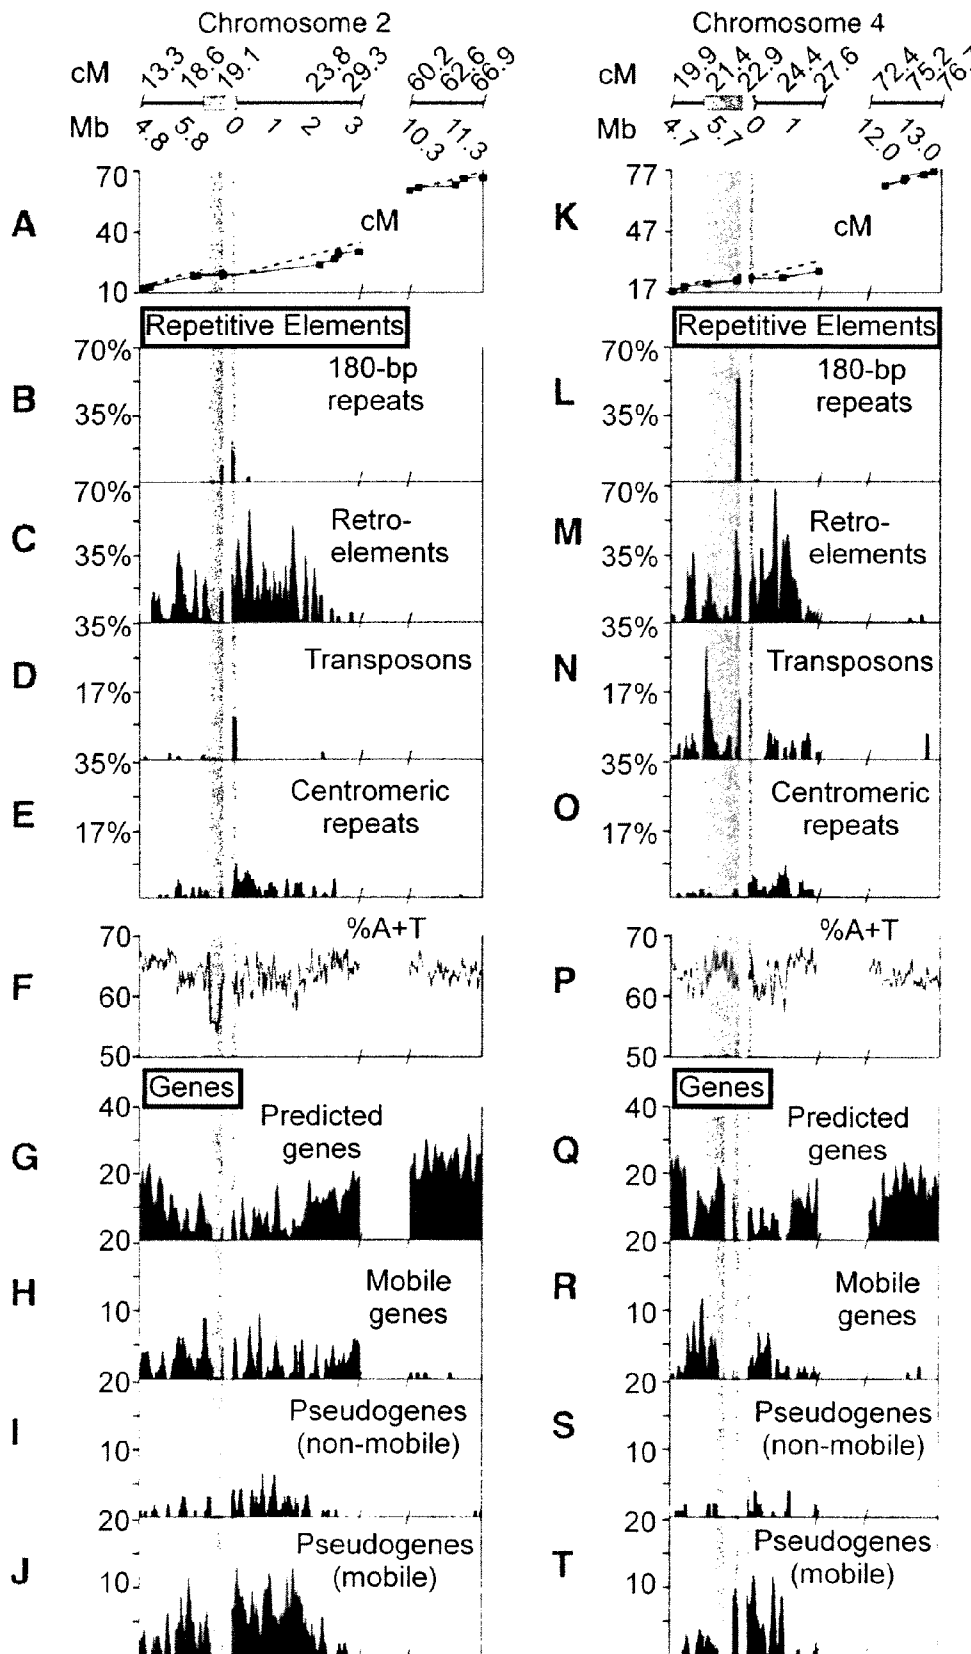 Chromosome 2
cM 13.3 18.6 19.1 23.8 29.3 60.2 62.6 66.9
Mb 4.8 5.8 0 1 2 3 10.3 11.3
A
70
40
10
cM
Repetitive Elements
B
70%
35%
180-bp
repeats
C
70%
35%
Retro-
elements
D
35%
17%
Transposons
E
35%
17%
Centromeric
repeats
F
70
60
50
%A+T
Genes
G
40
20
Predicted
genes
H
20
10
Mobile
genes
I
20
10
Pseudogenes
(non-mobile)
J
20
10
Pseudogenes
(mobile)
Chromosome 4
cM 19.9 21.4 22.9 24.4 27.6 72.4 75.2
Mb 4.7 5.7 0 1 12.0 13.0
K
77
47
17
cM
Repetitive Elements
L
70%
35%
180-bp
repeats
M
70%
35%
Retro-
elements
N
35%
17%
Transposons
O
35%
17%
Centromeric
repeats
P
70
60
50
%A+T
Genes
Q
40
20
Predicted
genes
R
20
10
Mobile
genes
S
20
10
Pseudogenes
(non-mobile)
T
20
10
Pseudogenes
(mobile)